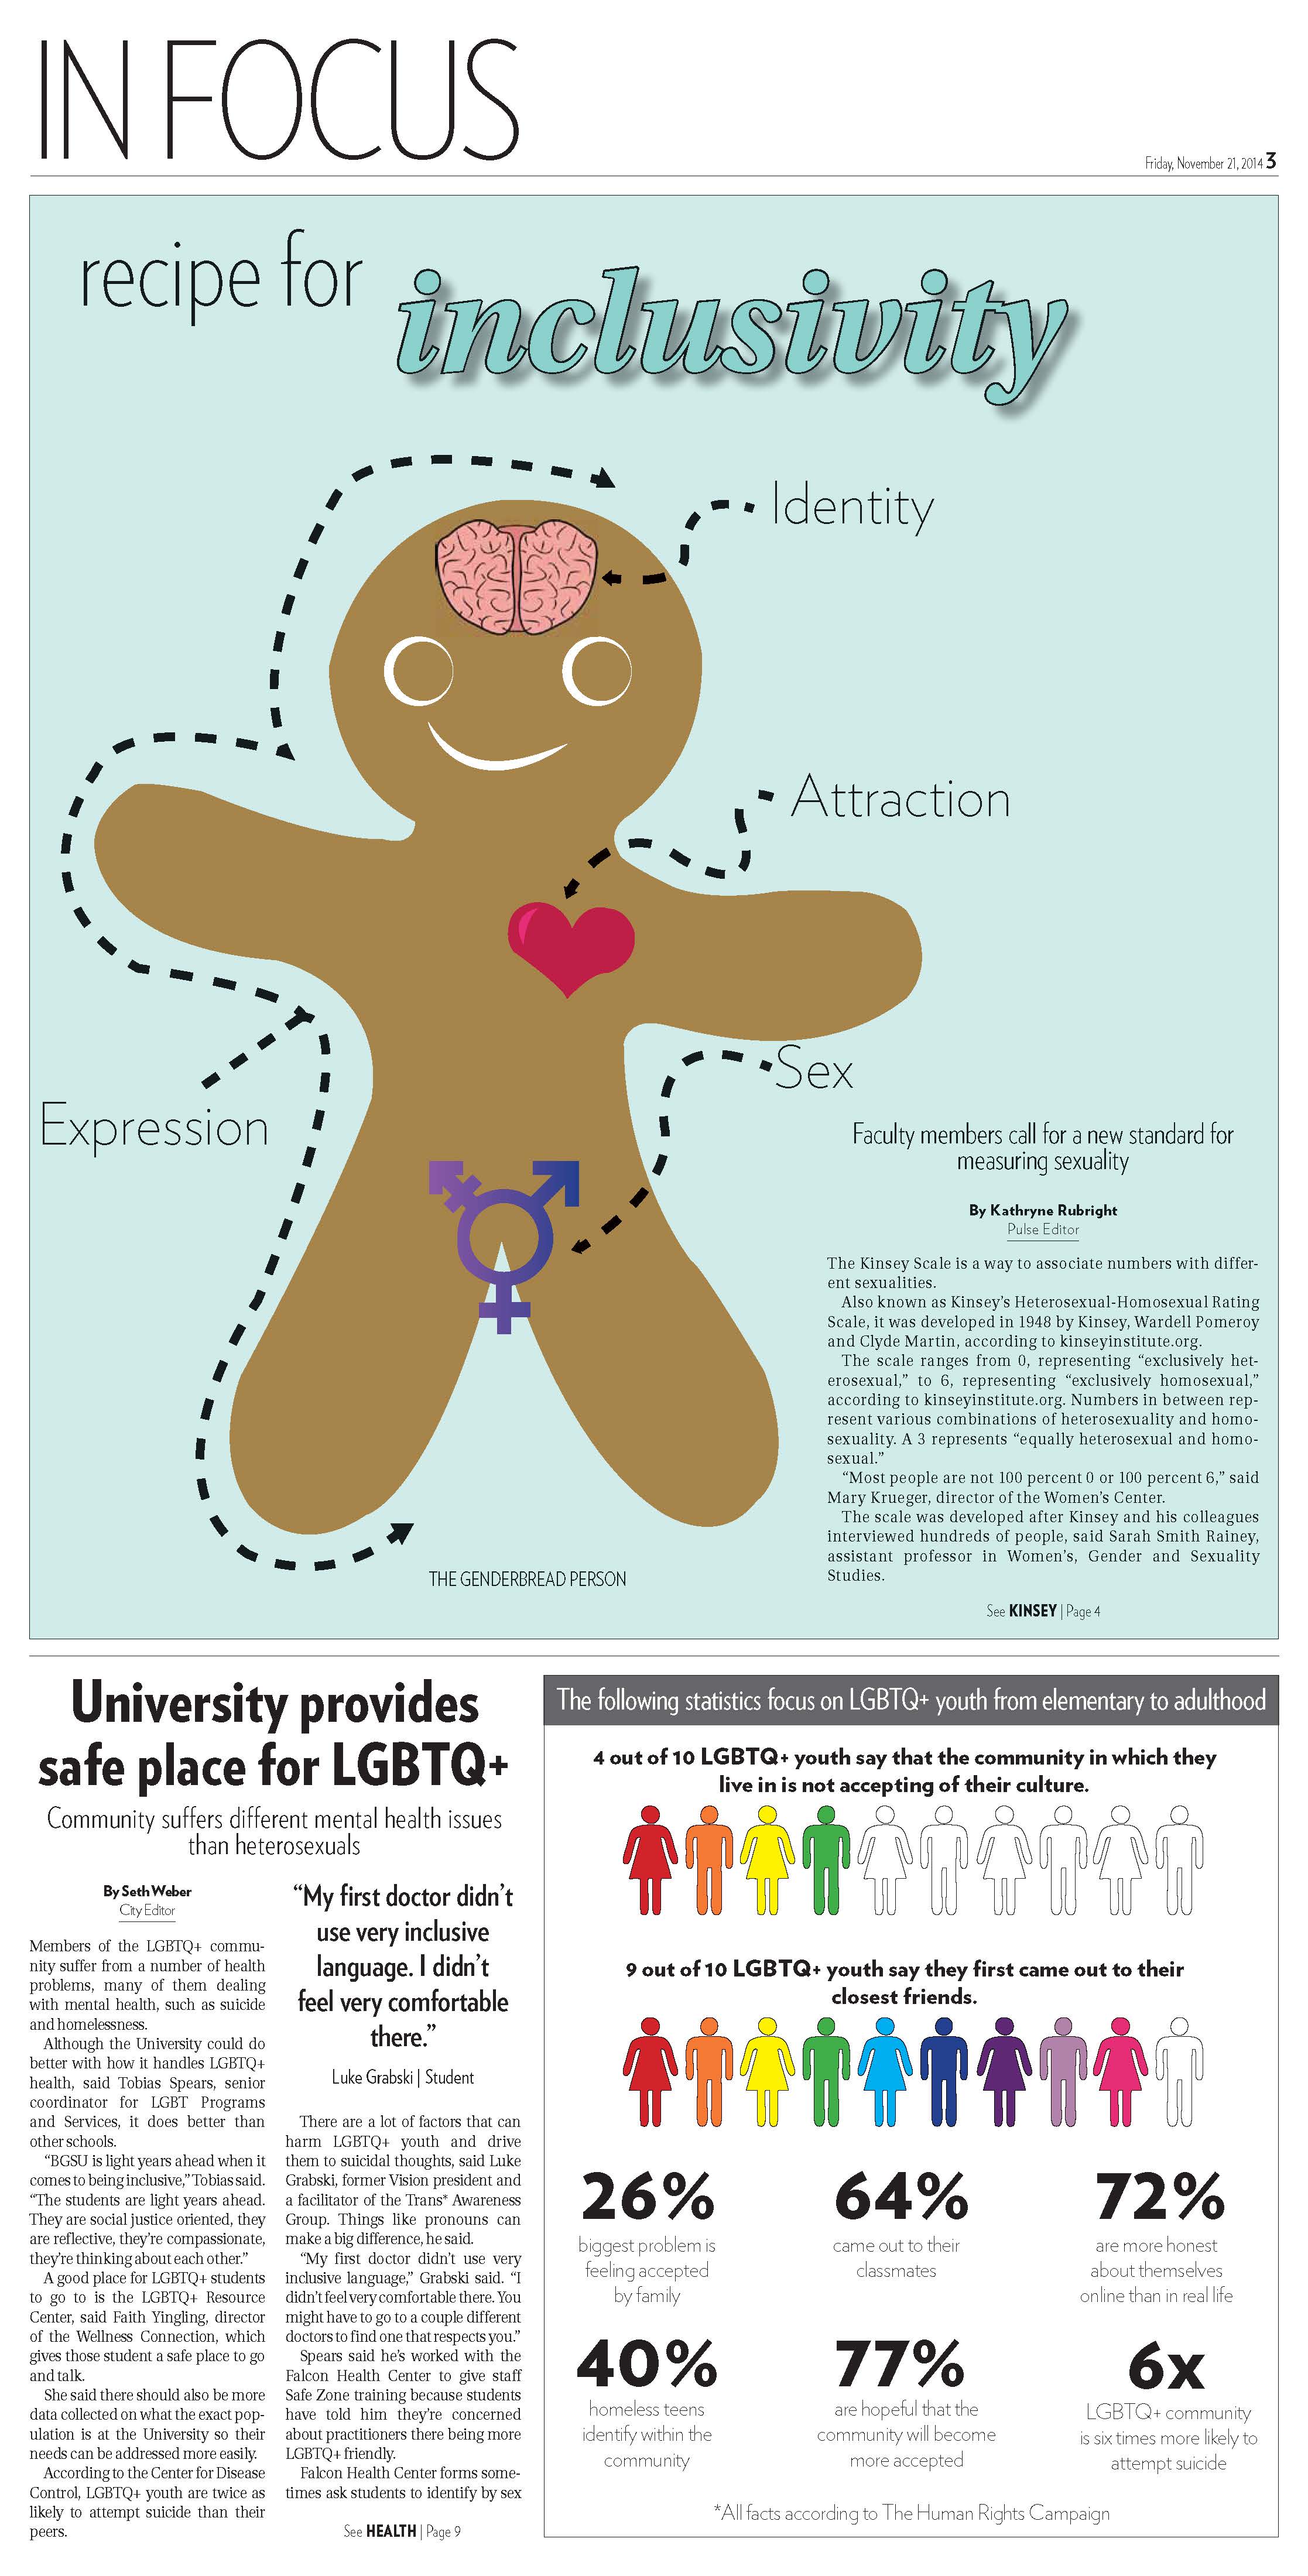 IN FOCUS
Friday, November 21, 2014 3
recipe for
inclusivity
Identity
Attraction
Sex
Expression
THE GENDERBREAD PERSON
Faculty members call for a new standard for
measuring sexuality
By Kathryne Rubright
Pulse Editor
The Kinsey Scale is a way to associate numbers with differ-
ent sexualities.
Also known as Kinsey's Heterosexual-Homosexual Rating
Scale, it was developed in 1948 by Kinsey, Wardell Pomeroy
and Clyde Martin, according to kinseyinstitute.org.
The scale ranges from 0, representing “exclusively het-
erosexual,” to 6, representing “exclusively homosexual,”
according to kinseyinstitute.org. Numbers in between rep-
resent various combinations of heterosexuality and homo-
sexuality. A 3 represents “equally heterosexual and homo-
sexual.”
“Most people are not 100 percent 0 or 100 percent 6,” said
Mary Krueger, director of the Women's Center.
The scale was developed after Kinsey and his colleagues
interviewed hundreds of people, said Sarah Smith Rainey,
assistant professor in Women's, Gender and Sexuality
Studies.
See KINSEY | Page 4
University provides
safe place for LGBTQ+
Community suffers different mental health issues
than heterosexuals
By Seth Weber
City Editor
Members of the LGBTQ+ commu-
nity suffer from a number of health
problems, many of them dealing
with mental health, such as suicide
and homelessness.
Although the University could do
better with how it handles LGBTQ+
health, said Tobias Spears, senior
coordinator for LGBT Programs
and Services, it does better than
other schools.
“BGSU is light years ahead when it
comes to being inclusive,” Tobias said.
“The students are light years ahead.
They are social justice oriented, they
are reflective, they're compassionate,
they're thinking about each other.”
A good place for LGBTQ+ students
to go to is the LGBTQ+ Resource
Center, said Faith Yingling, director
of the Wellness Connection, which
gives those student a safe place to go
and talk.
She said there should also be more
data collected on what the exact pop-
ulation is at the University so their
needs can be addressed more easily.
According to the Center for Disease
Control, LGBTQ+ youth are twice as
likely to attempt suicide than their
peers.
“My first doctor didn't
use very inclusive
language. I didn't
feel very comfortable
there.”
Luke Grabski | Student
There are a lot of factors that can
harm LGBTQ+ youth and drive
them to suicidal thoughts, said Luke
Grabski, former Vision president and
a facilitator of the Trans* Awareness
Group. Things like pronouns can
make a big difference, he said.
“My first doctor didn't use very
inclusive language,” Grabski said. “I
didn't feel very comfortable there. You
might have to go to a couple different
doctors to find one that respects you.”
Spears said he's worked with the
Falcon Health Center to give staff
Safe Zone training because students
have told him they're concerned
about practitioners there being more
LGBTQ+ friendly.
Falcon Health Center forms some-
times ask students to identify by sex
See HEALTH | Page 9
The following statistics focus on LGBTQ+ youth from elementary to adulthood
4 out of 10 LGBTQ+ youth say that the community in which they
live in is not accepting of their culture.
9 out of 10 LGBTQ+ youth say they first came out to their
closest friends.
26%
biggest problem is
feeling accepted
by family
64%
came out to their
classmates
72%
are more honest
about themselves
online than in real life
40%
homeless teens
identify within the
community
77%
are hopeful that the
community will become
more accepted
6x
LGBTQ+ community
is six times more likely to
attempt suicide
*All facts according to The Human Rights Campaign